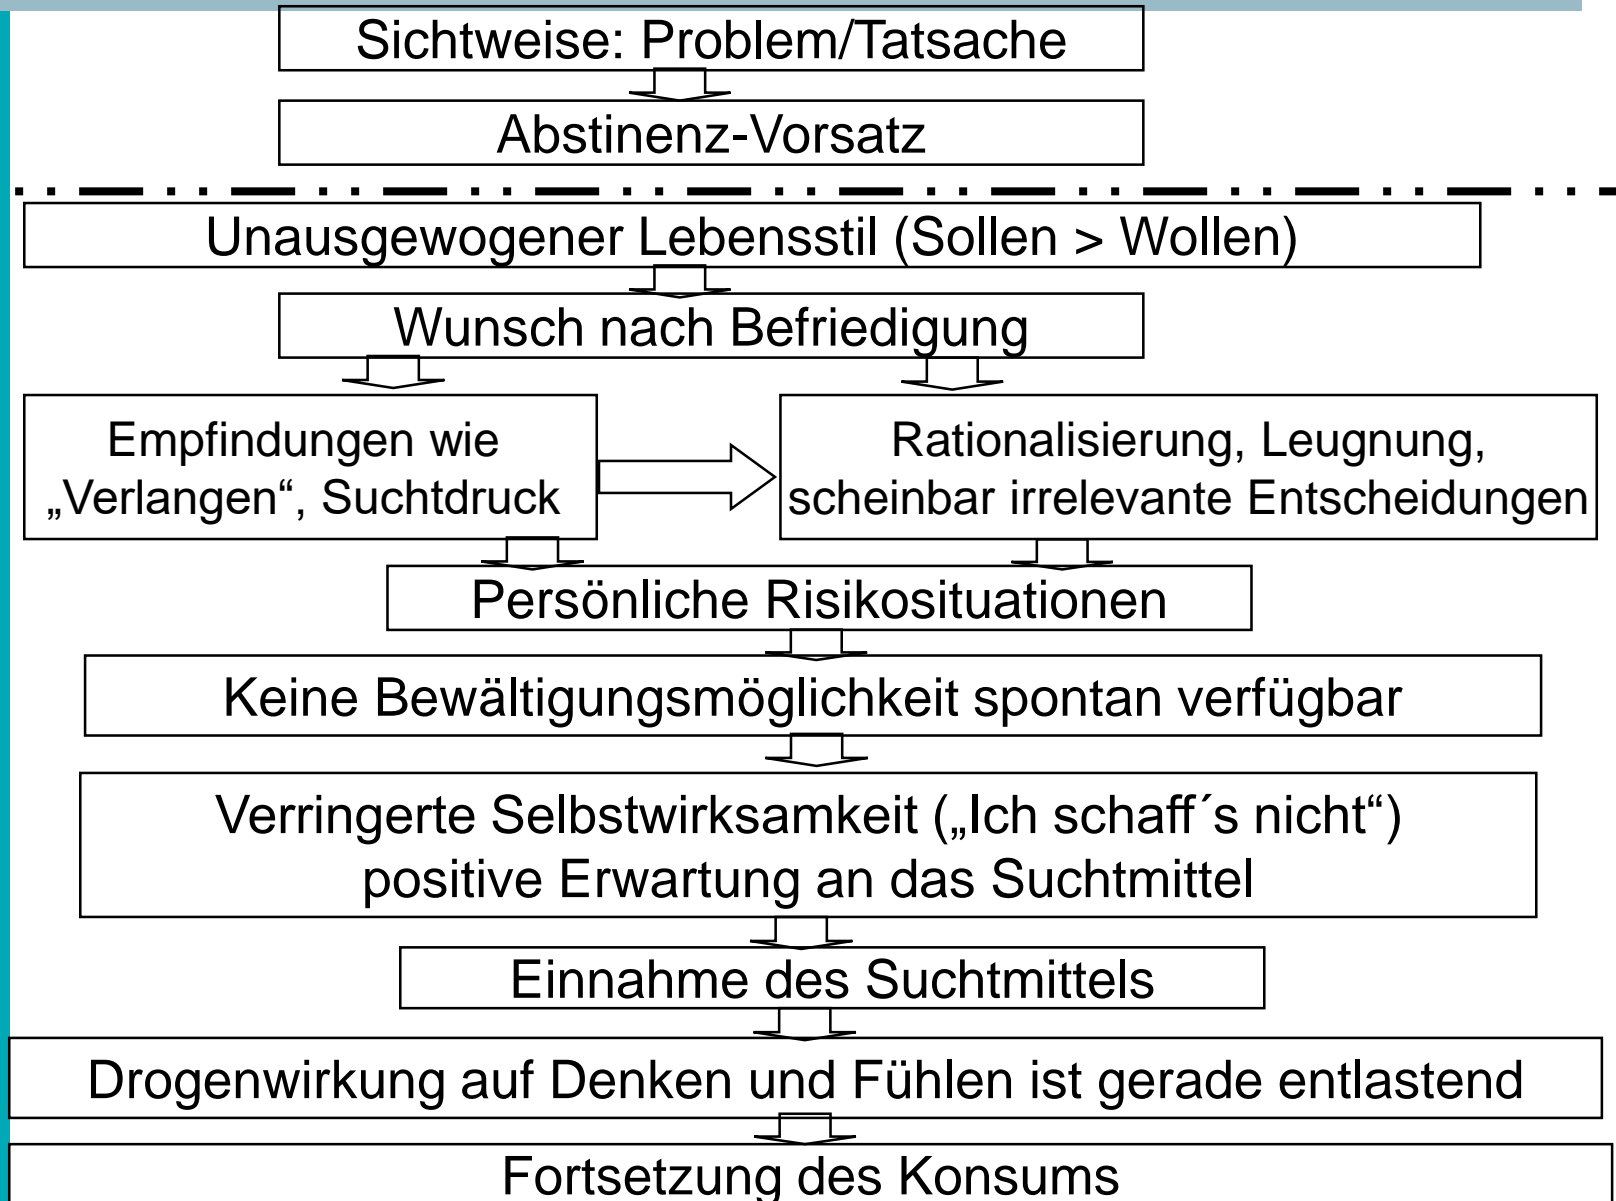 Sichtweise: Problem/Tatsache
Abstinenz-Vorsatz
Unausgewogener Lebensstil (Sollen > Wollen)
Wunsch nach Befriedigung
Empfindungen wie
„Verlangen“, Suchtdruck
Rationalisierung, Leugnung,
scheinbar irrelevante Entscheidungen
Persönliche Risikosituationen
Keine Bewältigungsmöglichkeit spontan verfügbar
Verringerte Selbstwirksamkeit („Ich schaff´s nicht“)
positive Erwartung an das Suchtmittel
Einnahme des Suchtmittels
Drogenwirkung auf Denken und Fühlen ist gerade entlastend
Fortsetzung des Konsums